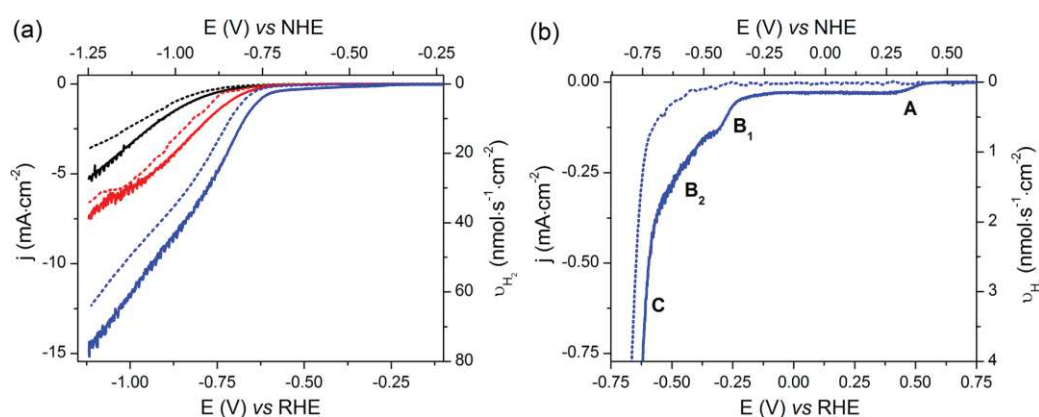 (a)
E (V) vs NHE
-1.25 -1.00 -0.75 -0.50 -0.25
0
-5
-10
-15
j (mA·cm⁻²)
0
20
40
60
80
υH₂ (nmol·s⁻¹·cm⁻²)
-1.00 -0.75 -0.50 -0.25
E (V) vs RHE
(b)
E (V) vs NHE
-0.75 -0.50 -0.25 0.00 0.25 0.50
0.00
-0.25
-0.50
-0.75
j (mA·cm⁻²)
A
B₁
B₂
C
0
1
2
3
4
υH (nmol·s⁻¹·cm⁻²)
-0.75 -0.50 -0.25 0.00 0.25 0.50 0.75
E (V) vs RHE